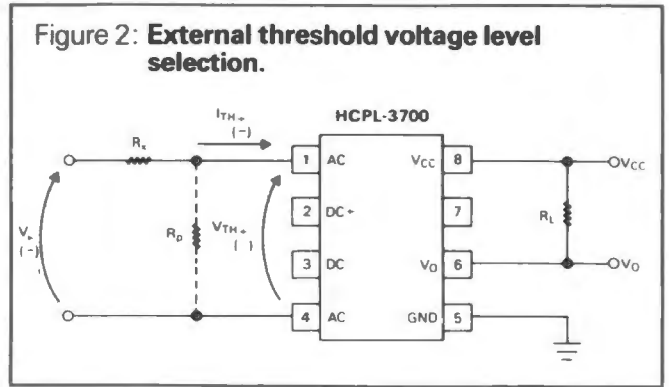 Figure 2: External threshold voltage level
selection.
HCPL-3700
ITH+
(-)
Rx
1 AC VCC 8 VCC
2 DC+ 7
V+
(-)
Rp
VTH+
( )
RL
3 DC VO 6 VO
4 AC GND 5